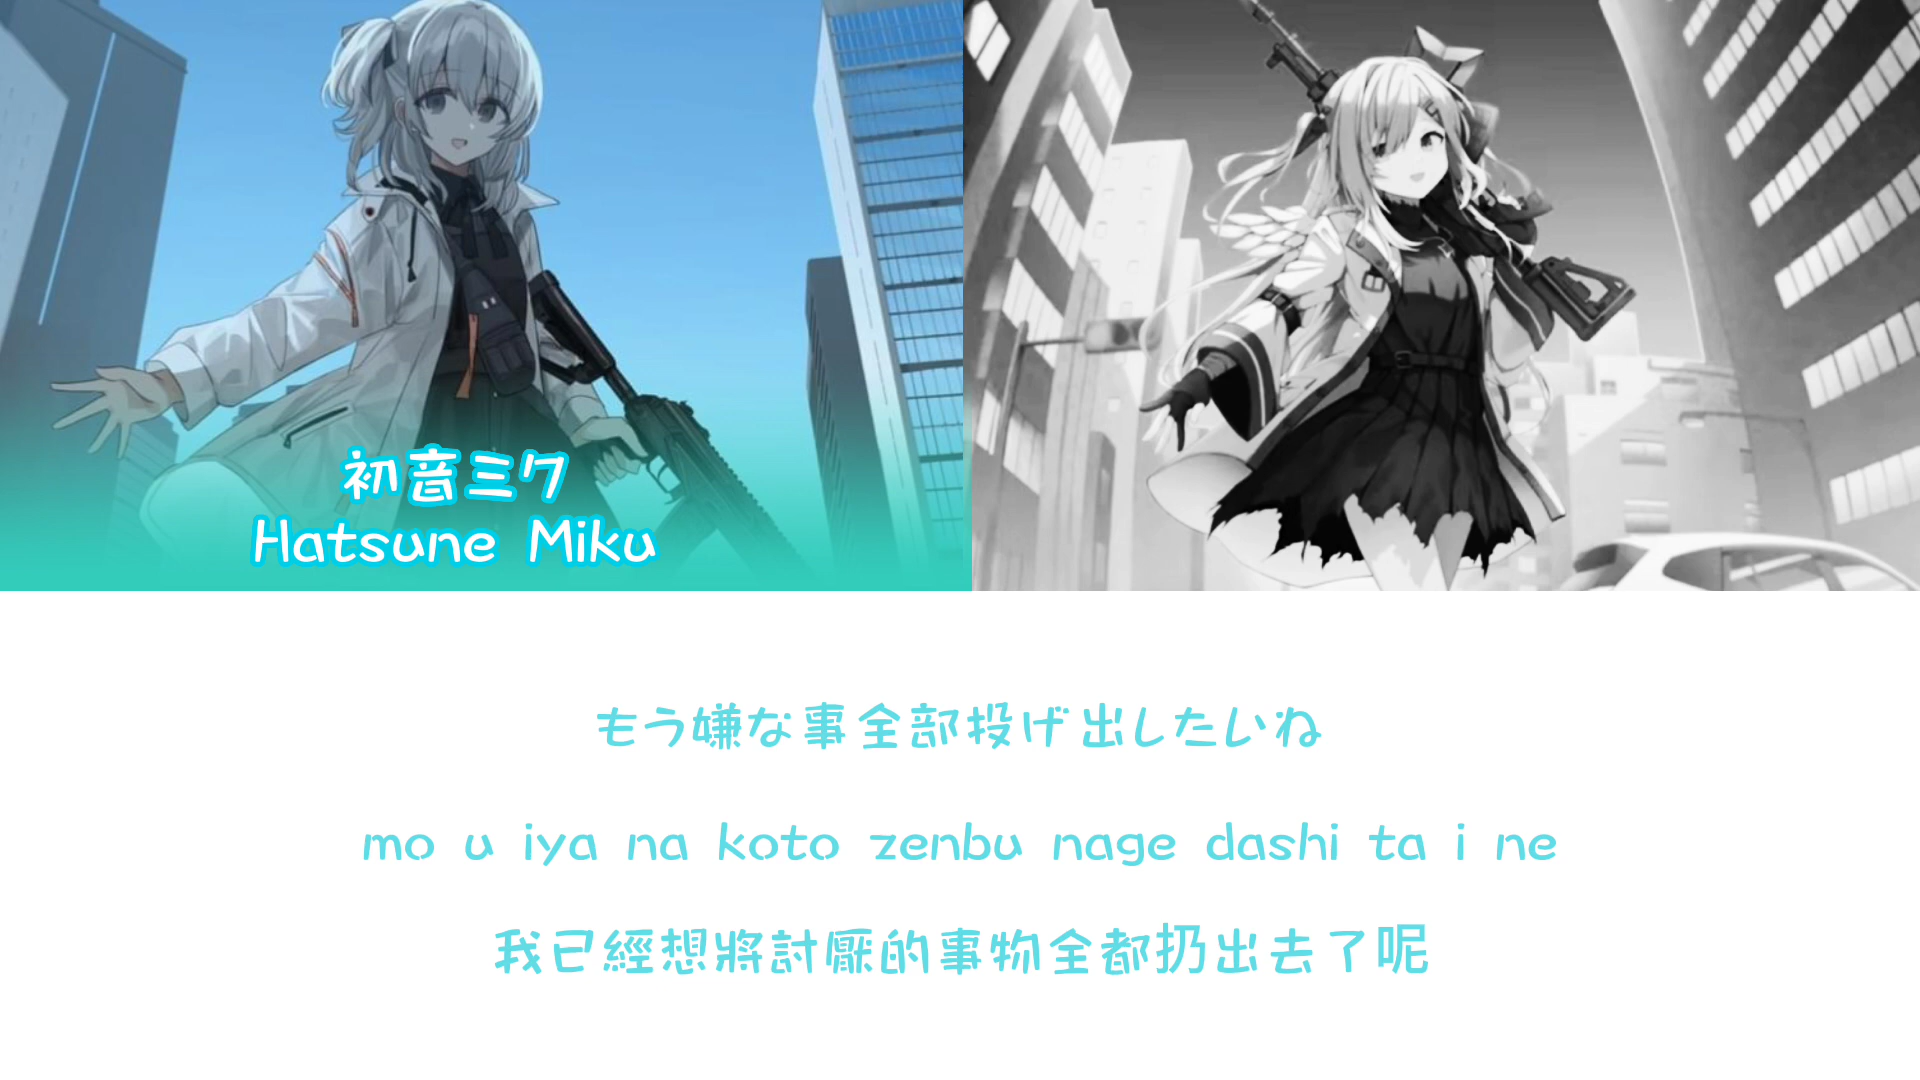 初音ミク
Hatsune Miku
もう嫌な事全部投げ出したいね
mo u iya na koto zenbu nage dashi ta i ne
我已經想將討厭的事物全都扔出去了呢